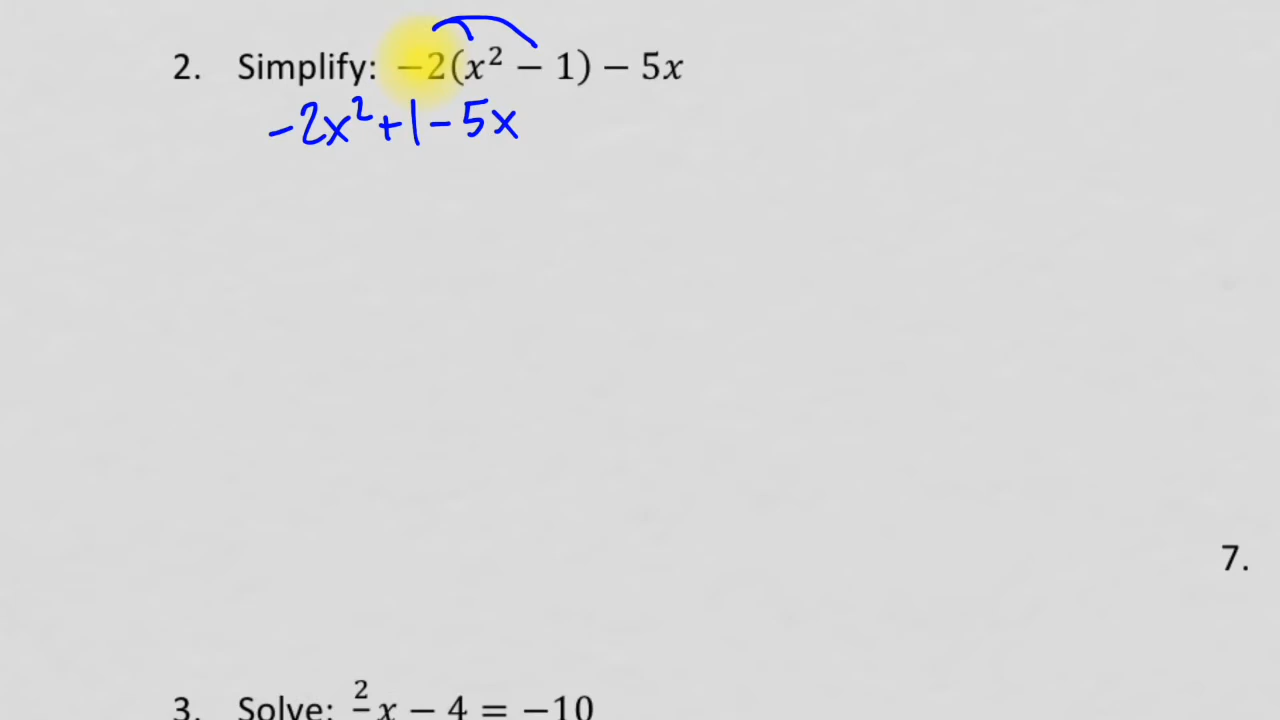 2. Simplify: −2(x² − 1) − 5x
-2x²+1-5x
7.
3. Solve: 2 x − 4 = −10